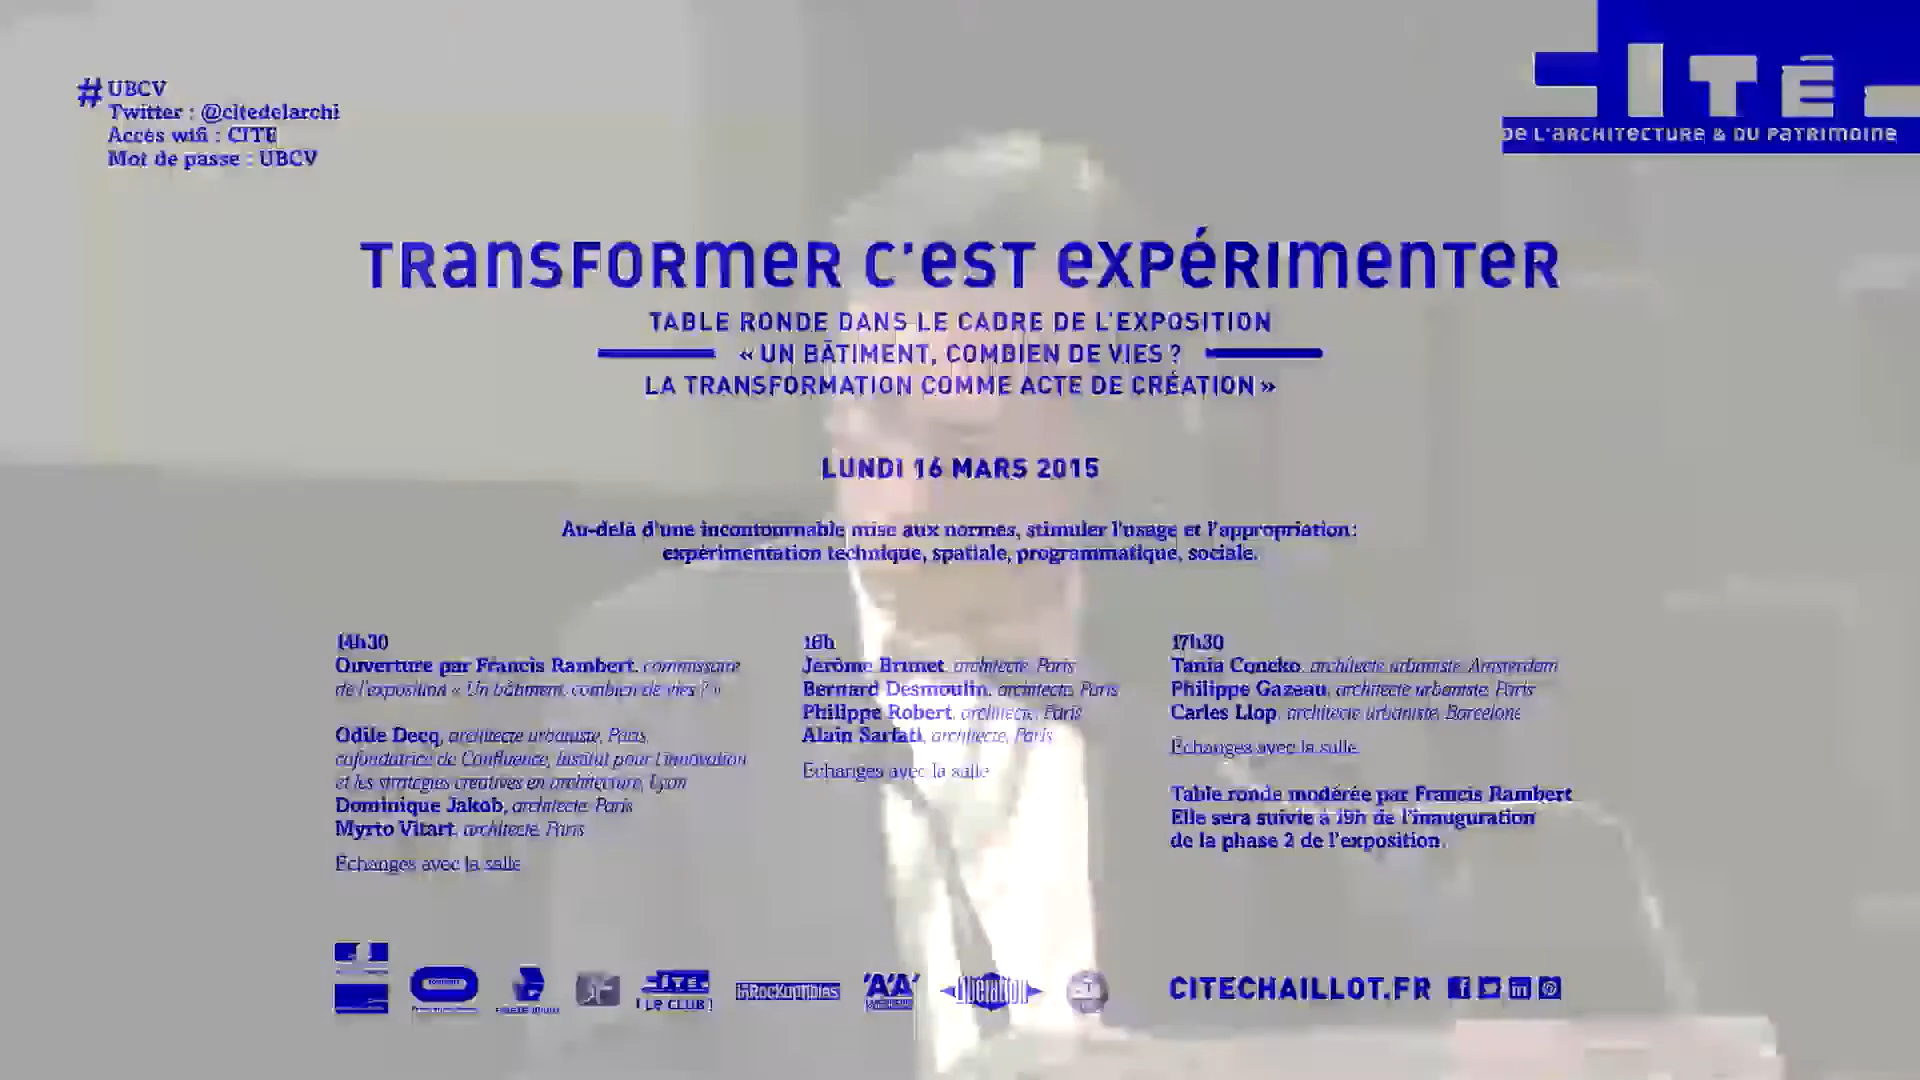 # UBCV
Twitter : @citedelarchi
Accès wifi : CITE
Mot de passe : UBCV
CITÉ
DE L'ARCHITECTURE & DU PATRIMOINE
TRANSFORMER C'EST EXPÉRIMENTER
TABLE RONDE DANS LE CADRE DE L'EXPOSITION
« UN BÂTIMENT, COMBIEN DE VIES ?
LA TRANSFORMATION COMME ACTE DE CRÉATION »
LUNDI 16 MARS 2015
Au-delà d'une incontournable mise aux normes, stimuler l'usage et l'appropriation :
expérimentation technique, spatiale, programmatique, sociale.
14h30
Ouverture par Francis Rambert, commissaire
de l'exposition « Un bâtiment, combien de vies ? »
Odile Decq, architecte urbaniste, Paris,
cofondatrice de Confluence, Institut pour l'innovation
et les stratégies créatives en architecture, Lyon
Dominique Jakob, architecte, Paris
Myrto Vitart, architecte, Paris
Échanges avec la salle
16h
Jérôme Brunet, architecte, Paris
Bernard Desmoulin, architecte, Paris
Philippe Robert, architecte, Paris
Alain Sarfati, architecte, Paris
Échanges avec la salle
17h30
Tania Concko, architecte urbaniste, Amsterdam
Philippe Gazeau, architecte urbaniste, Paris
Carles Llop, architecte urbaniste, Barcelone
Échanges avec la salle
Table ronde modérée par Francis Rambert
Elle sera suivie à 19h de l'inauguration
de la phase 2 de l'exposition.
CITÉ
LE CLUB
inRocKuptibles
'A'A'
Libération
CITECHAILLOT.FR